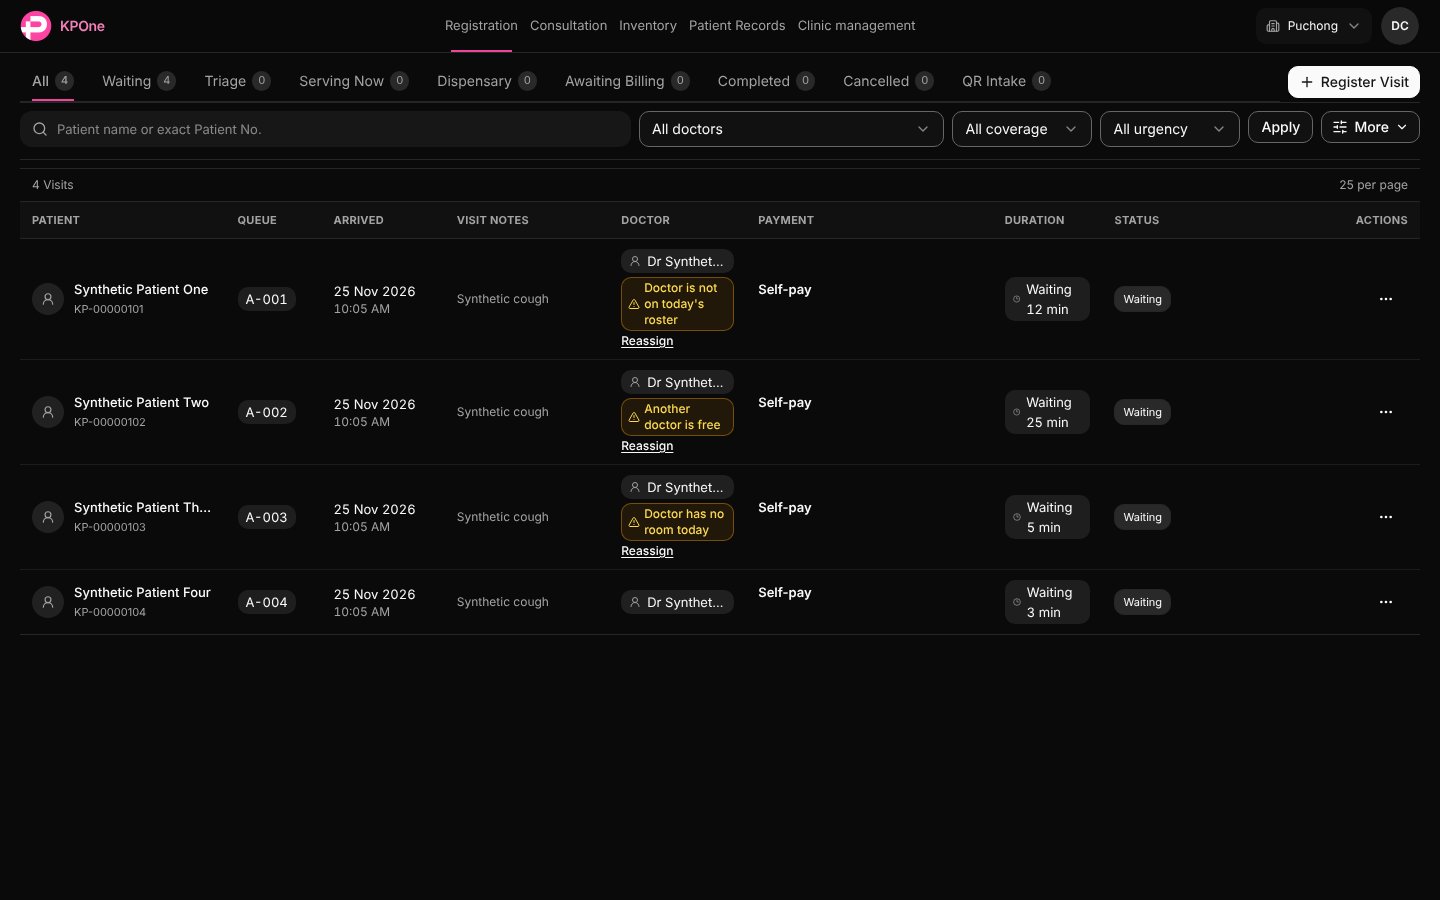 KPOne
Registration Consultation Inventory Patient Records Clinic management
Puchong
DC
All 4 Waiting 4 Triage 0 Serving Now 0 Dispensary 0 Awaiting Billing 0 Completed 0 Cancelled 0 QR Intake 0
+ Register Visit
Patient name or exact Patient No.
All doctors
All coverage
All urgency
Apply
More
4 Visits
25 per page
PATIENT QUEUE ARRIVED VISIT NOTES DOCTOR PAYMENT DURATION STATUS ACTIONS
Synthetic Patient One
KP-00000101
A-001
25 Nov 2026
10:05 AM
Synthetic cough
Dr Synthet...
Doctor is not
on today's
roster
Reassign
Self-pay
Waiting
12 min
Waiting
...
Synthetic Patient Two
KP-00000102
A-002
25 Nov 2026
10:05 AM
Synthetic cough
Dr Synthet...
Another
doctor is free
Reassign
Self-pay
Waiting
25 min
Waiting
...
Synthetic Patient Th...
KP-00000103
A-003
25 Nov 2026
10:05 AM
Synthetic cough
Dr Synthet...
Doctor has no
room today
Reassign
Self-pay
Waiting
5 min
Waiting
...
Synthetic Patient Four
KP-00000104
A-004
25 Nov 2026
10:05 AM
Synthetic cough
Dr Synthet...
Self-pay
Waiting
3 min
Waiting
...